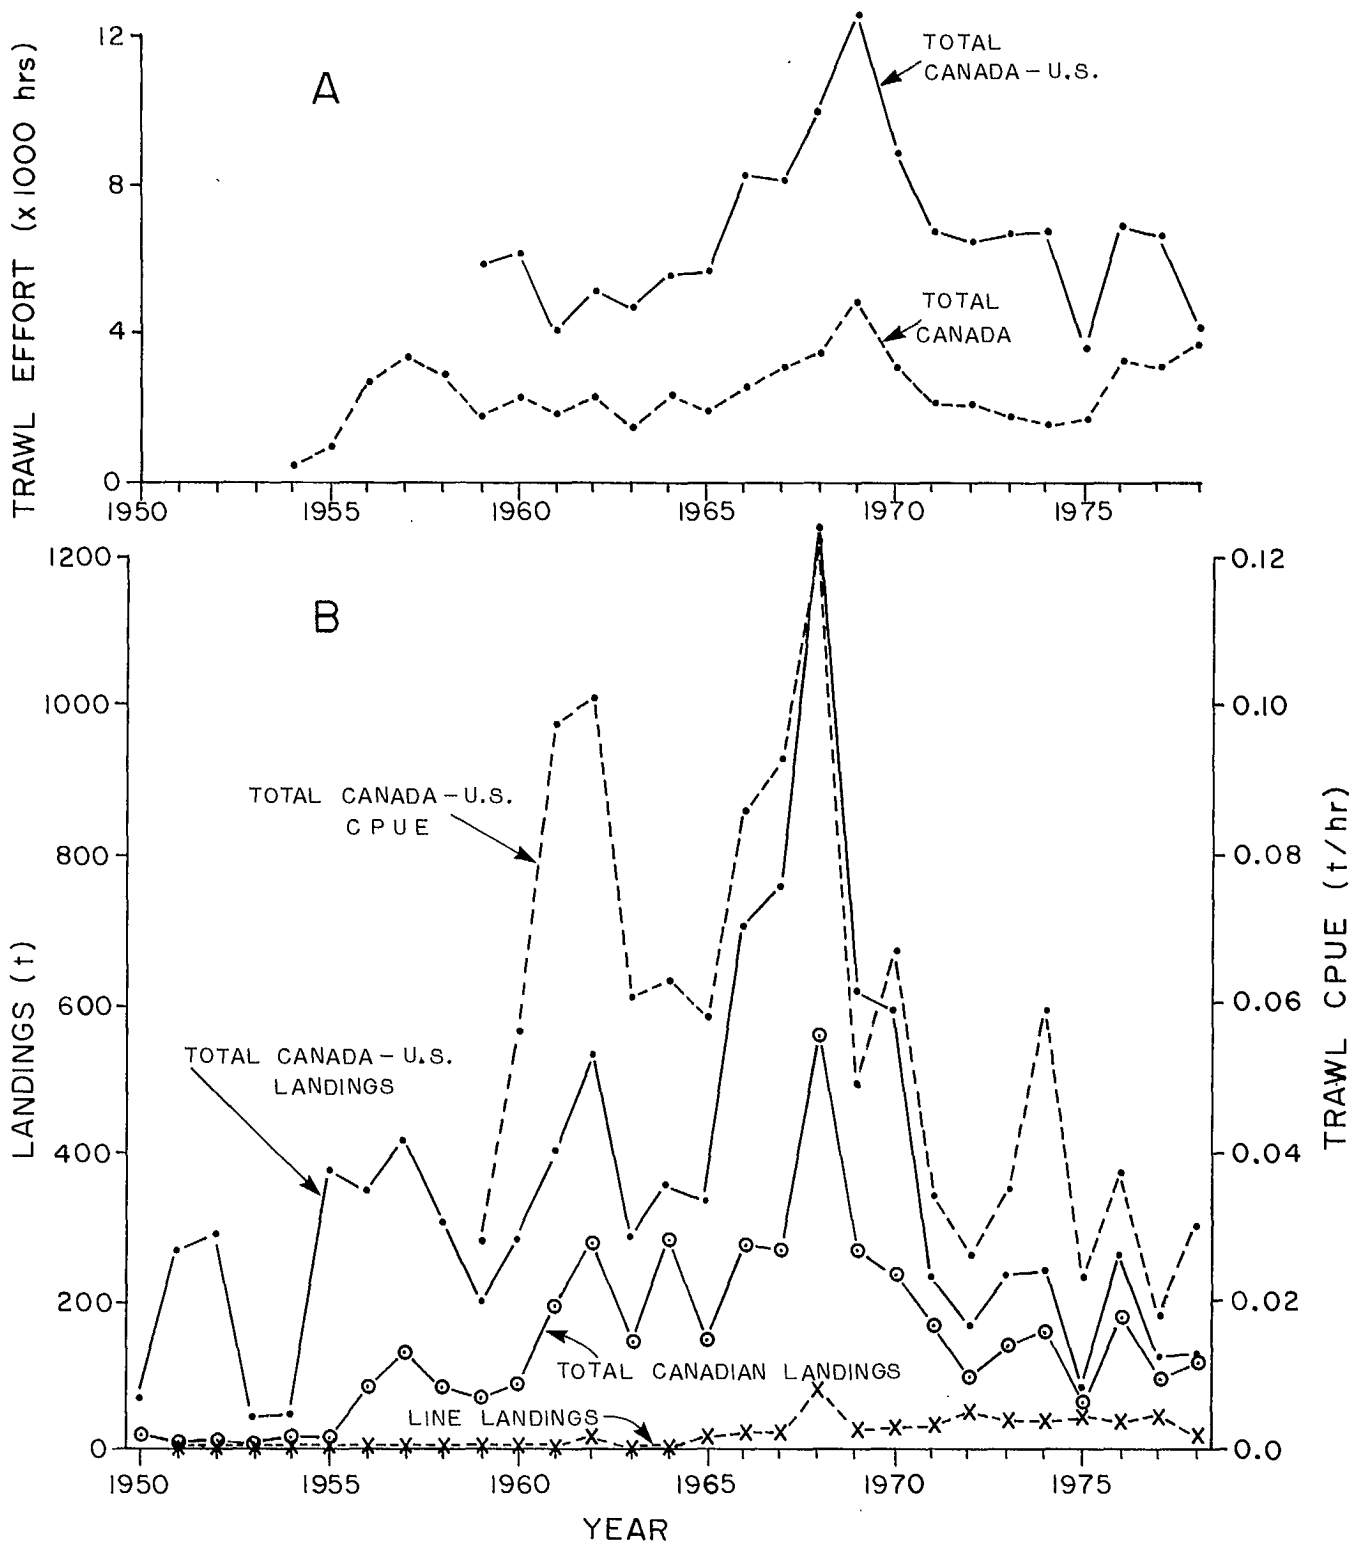 12
8
4
0
TRAWL EFFORT (x 1000 hrs)
A
TOTAL
CANADA – U.S.
TOTAL
CANADA
1950 1955 1960 1965 1970 1975
1200
1000
800
600
400
200
0
LANDINGS (t)
B
TOTAL CANADA – U.S.
CPUE
TOTAL CANADA – U.S.
LANDINGS
TOTAL CANADIAN LANDINGS
LINE LANDINGS
0.12
0.10
0.08
0.06
0.04
0.02
0.0
TRAWL CPUE (t/hr)
1950 1955 1960 1965 1970 1975
YEAR